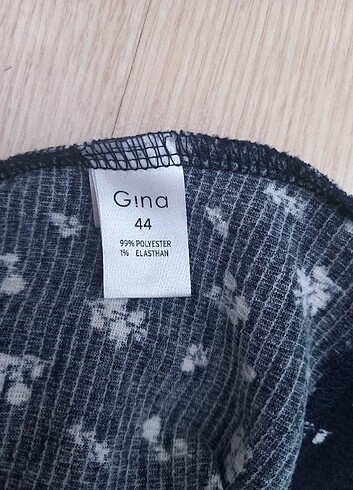 Gina
44
99% POLYESTER
1% ELASTHAN